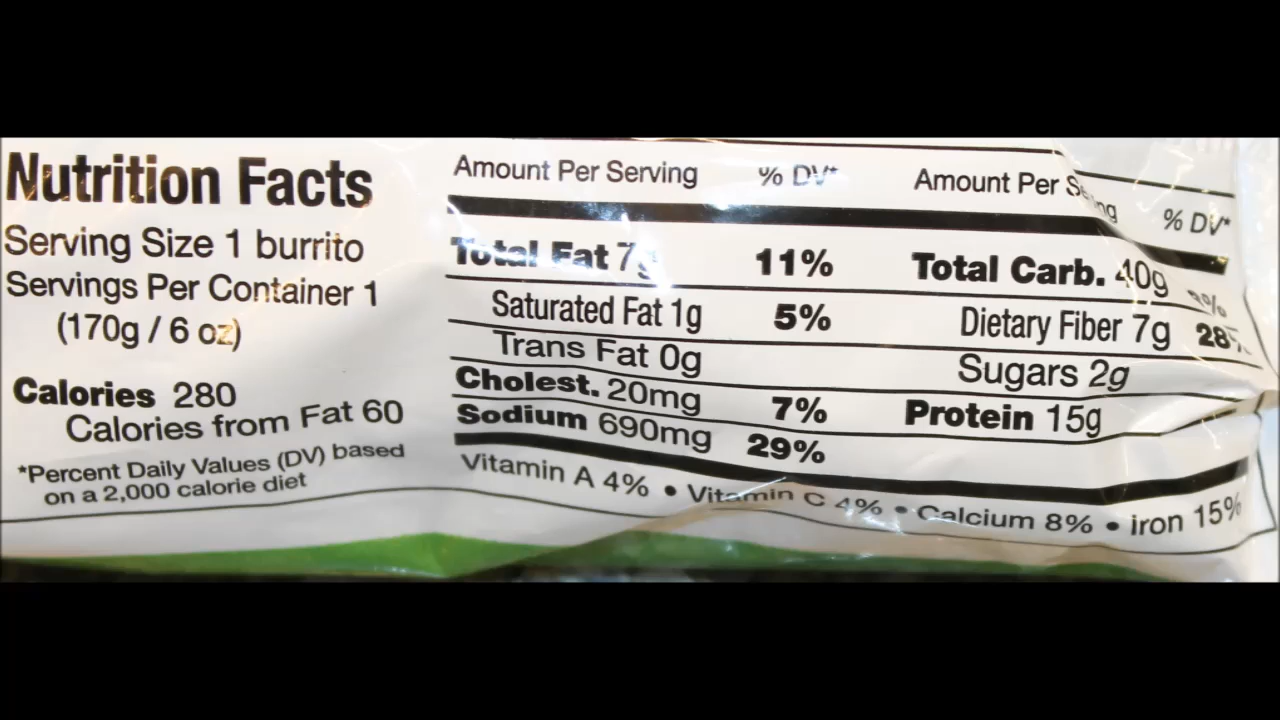 Nutrition Facts
Serving Size 1 burrito
Servings Per Container 1
(170g / 6 oz)
Calories 280
Calories from Fat 60
*Percent Daily Values (DV) based
on a 2,000 calorie diet
Amount Per Serving % DV*
Total Fat 7g 11%
Saturated Fat 1g 5%
Trans Fat 0g
Cholest. 20mg 7%
Sodium 690mg 29%
Amount Per Serving % DV*
Total Carb. 40g
Dietary Fiber 7g 28%
Sugars 2g
Protein 15g
Vitamin A 4% • Vitamin C 4% • Calcium 8% • iron 15%